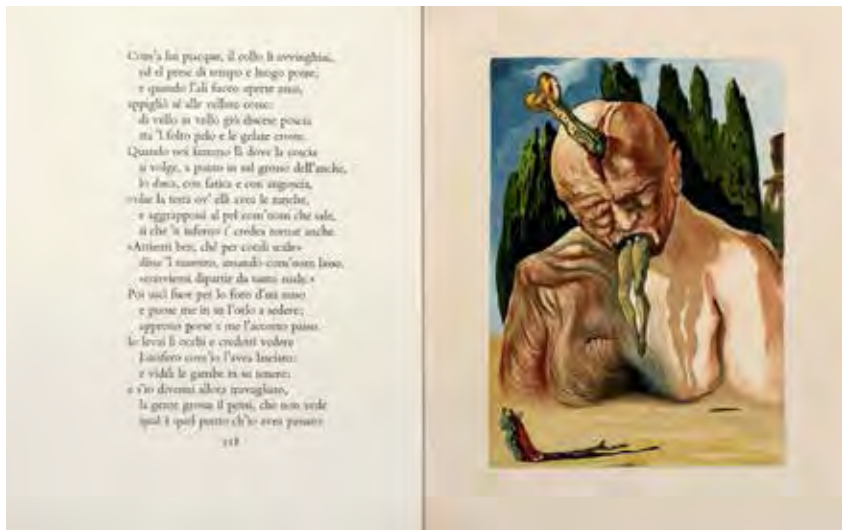 Com'a lui piacque, il collo li avvinghiai,
ed el prese di tempo e luogo poste;
e quando l'ali fuoro aperte assai,
appigliò sé alle vellute coste:
di vello in vello giù discese poscia
tra 'l folto pelo e le gelate croste.
Quando noi fummo là dove la coscia
si volge, a punto in sul grosso dell'anche,
lo duca, con fatica e con angoscia,
volse la testa ov' elli avea le zanche,
e aggrappossi al pel com'uom che sale,
sì che 'n inferno i' credea tornar anche.
«Attienti ben, ché per cotali scale»
disse 'l maestro, ansando com'uom lasso,
«conviensi dipartir da tanto male.»
Poi uscì fuor per lo foro d'un sasso
e puose me in su l'orlo a sedere;
appresso porse a me l'accorto passo.
Io levai li occhi e credetti vedere
Lucifero com'io l'avea lasciato;
e vidili le gambe in su tenere;
e s'io divenni allora travagliato,
la gente grossa il pensi, che non vede
qual è quel punto ch'io avea passato.